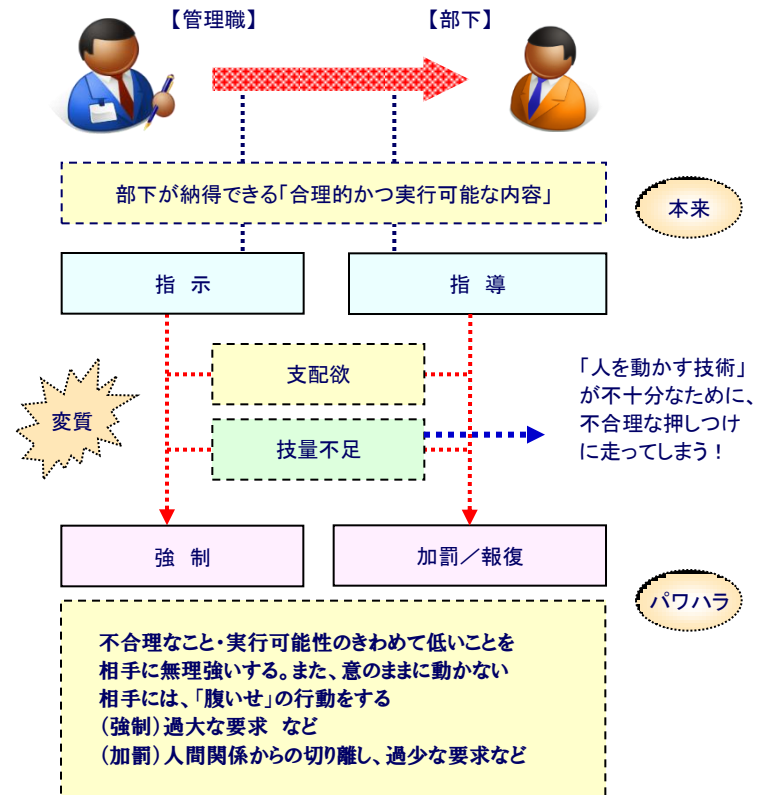 【管理職】
【部下】
部下が納得できる「合理的かつ実行可能な内容」
本来
指 示
指 導
支配欲
「人を動かす技術」
が不十分なために、
不合理な押しつけ
に走ってしまう！
変質
技量不足
強 制
加罰／報復
パワハラ
不合理なこと・実行可能性のきわめて低いことを
相手に無理強いする。また、意のままに動かない
相手には、「腹いせ」の行動をする
（強制）過大な要求 など
（加罰）人間関係からの切り離し、過少な要求など